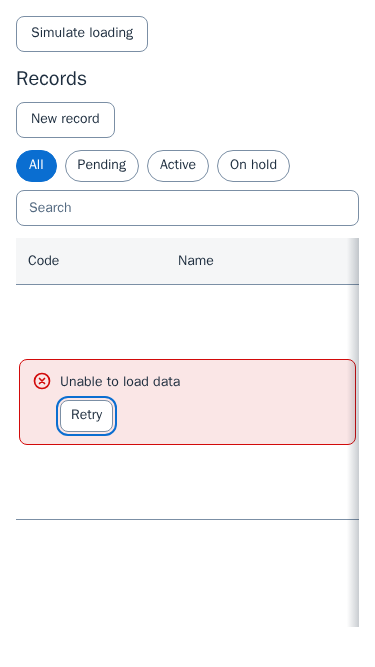 Simulate loading
Records
New record
All Pending Active On hold
Search
Code Name
Unable to load data
Retry